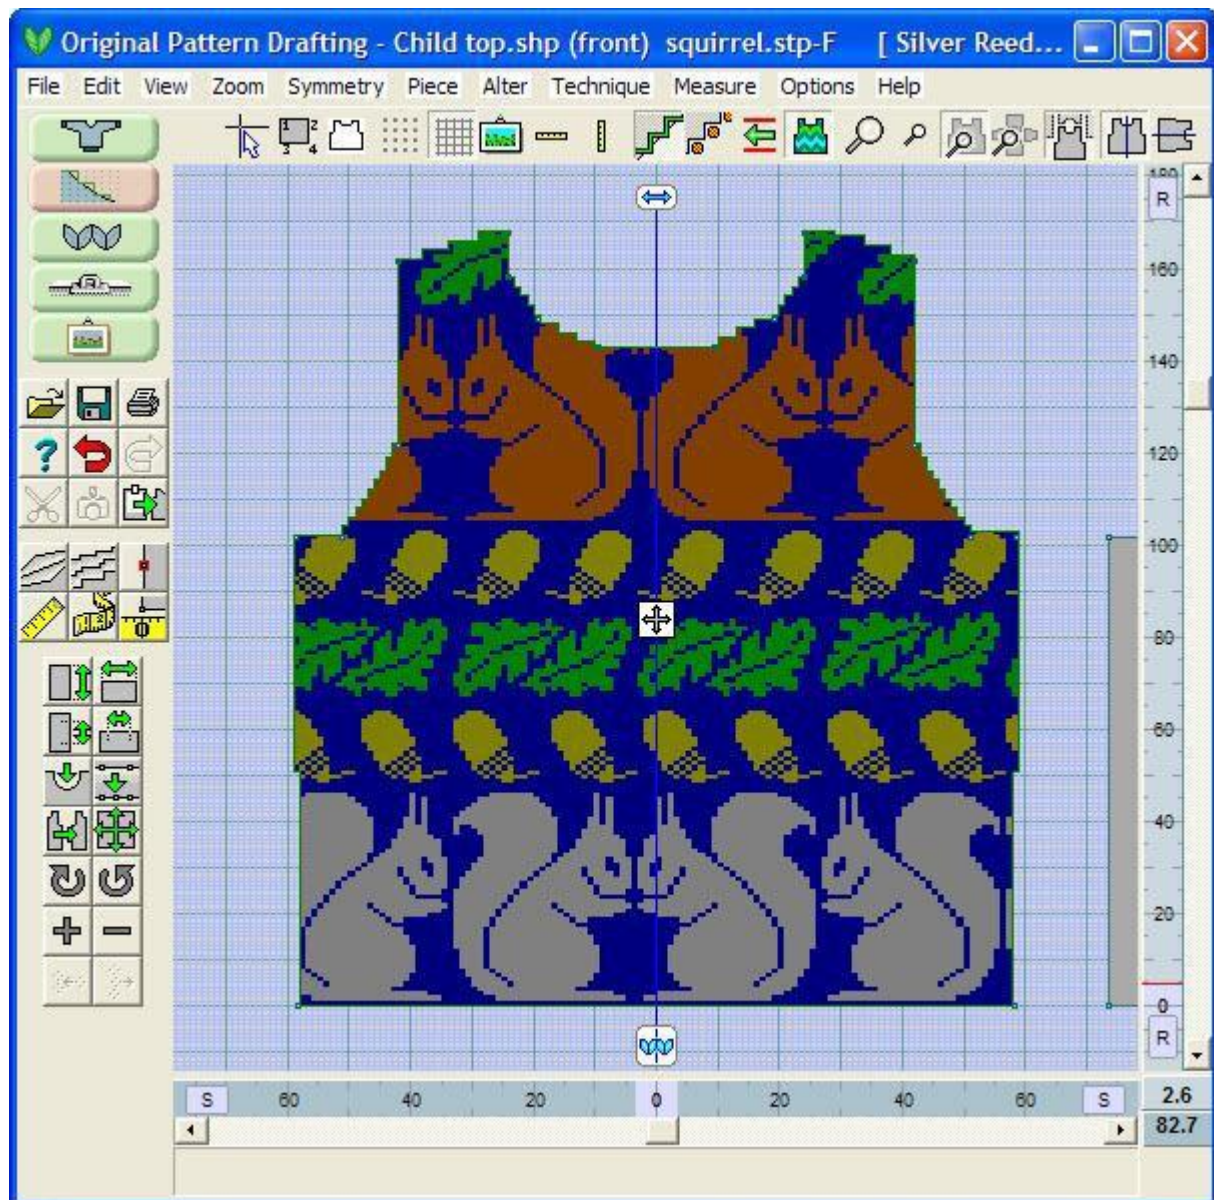 Original Pattern Drafting - Child top.shp (front) squirrel.stp-F [ Silver Reed...
File Edit View Zoom Symmetry Piece Alter Technique Measure Options Help
180
R
160
140
120
100
80
60
40
20
0
R
S 60 40 20 0 20 40 60 S
2.6
82.7